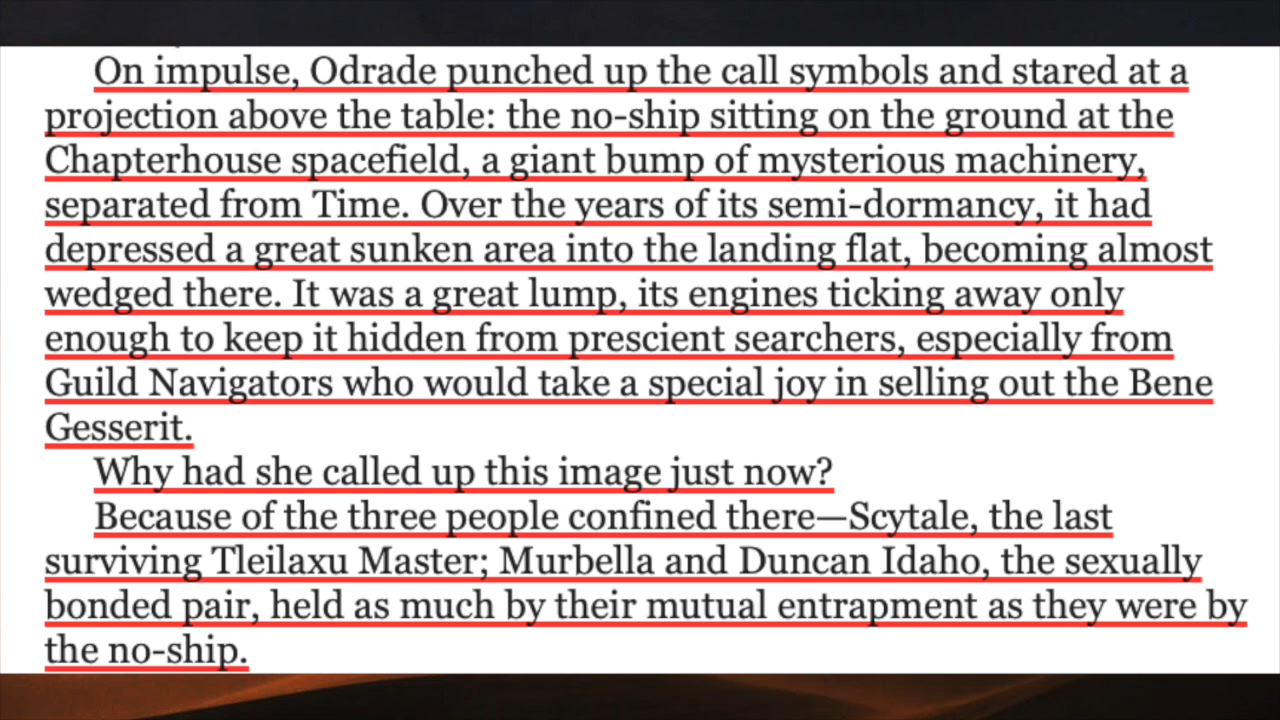 On impulse, Odrade punched up the call symbols and stared at a
projection above the table: the no-ship sitting on the ground at the
Chapterhouse spacefield, a giant bump of mysterious machinery,
separated from Time. Over the years of its semi-dormancy, it had
depressed a great sunken area into the landing flat, becoming almost
wedged there. It was a great lump, its engines ticking away only
enough to keep it hidden from prescient searchers, especially from
Guild Navigators who would take a special joy in selling out the Bene
Gesserit.
Why had she called up this image just now?
Because of the three people confined there—Scytale, the last
surviving Tleilaxu Master; Murbella and Duncan Idaho, the sexually
bonded pair, held as much by their mutual entrapment as they were by
the no-ship.